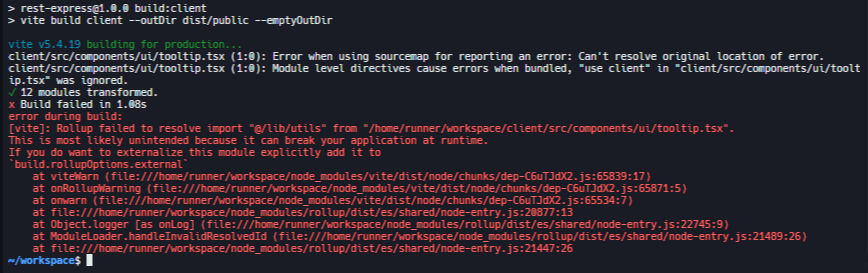 > rest-express@1.0.0 build:client
> vite build client --outDir dist/public --emptyOutDir
vite v5.4.19 building for production...
client/src/components/ui/tooltip.tsx (1:0): Error when using sourcemap for reporting an error: Can't resolve original location of error.
client/src/components/ui/tooltip.tsx (1:0): Module level directives cause errors when bundled, "use client" in "client/src/components/ui/toolt
ip.tsx" was ignored.
✓ 12 modules transformed.
x Build failed in 1.08s
error during build:
[vite]: Rollup failed to resolve import "@/lib/utils" from "/home/runner/workspace/client/src/components/ui/tooltip.tsx".
This is most likely unintended because it can break your application at runtime.
If you do want to externalize this module explicitly add it to
`build.rollupOptions.external`
at viteWarn (file:///home/runner/workspace/node_modules/vite/dist/node/chunks/dep-C6uTJdX2.js:65839:17)
at onRollupWarning (file:///home/runner/workspace/node_modules/vite/dist/node/chunks/dep-C6uTJdX2.js:65871:5)
at onwarn (file:///home/runner/workspace/node_modules/vite/dist/node/chunks/dep-C6uTJdX2.js:65534:7)
at file:///home/runner/workspace/node_modules/rollup/dist/es/shared/node-entry.js:20877:13
at Object.logger [as onLog] (file:///home/runner/workspace/node_modules/rollup/dist/es/shared/node-entry.js:22745:9)
at ModuleLoader.handleInvalidResolvedId (file:///home/runner/workspace/node_modules/rollup/dist/es/shared/node-entry.js:21489:26)
at file:///home/runner/workspace/node_modules/rollup/dist/es/shared/node-entry.js:21447:26
~/workspace$